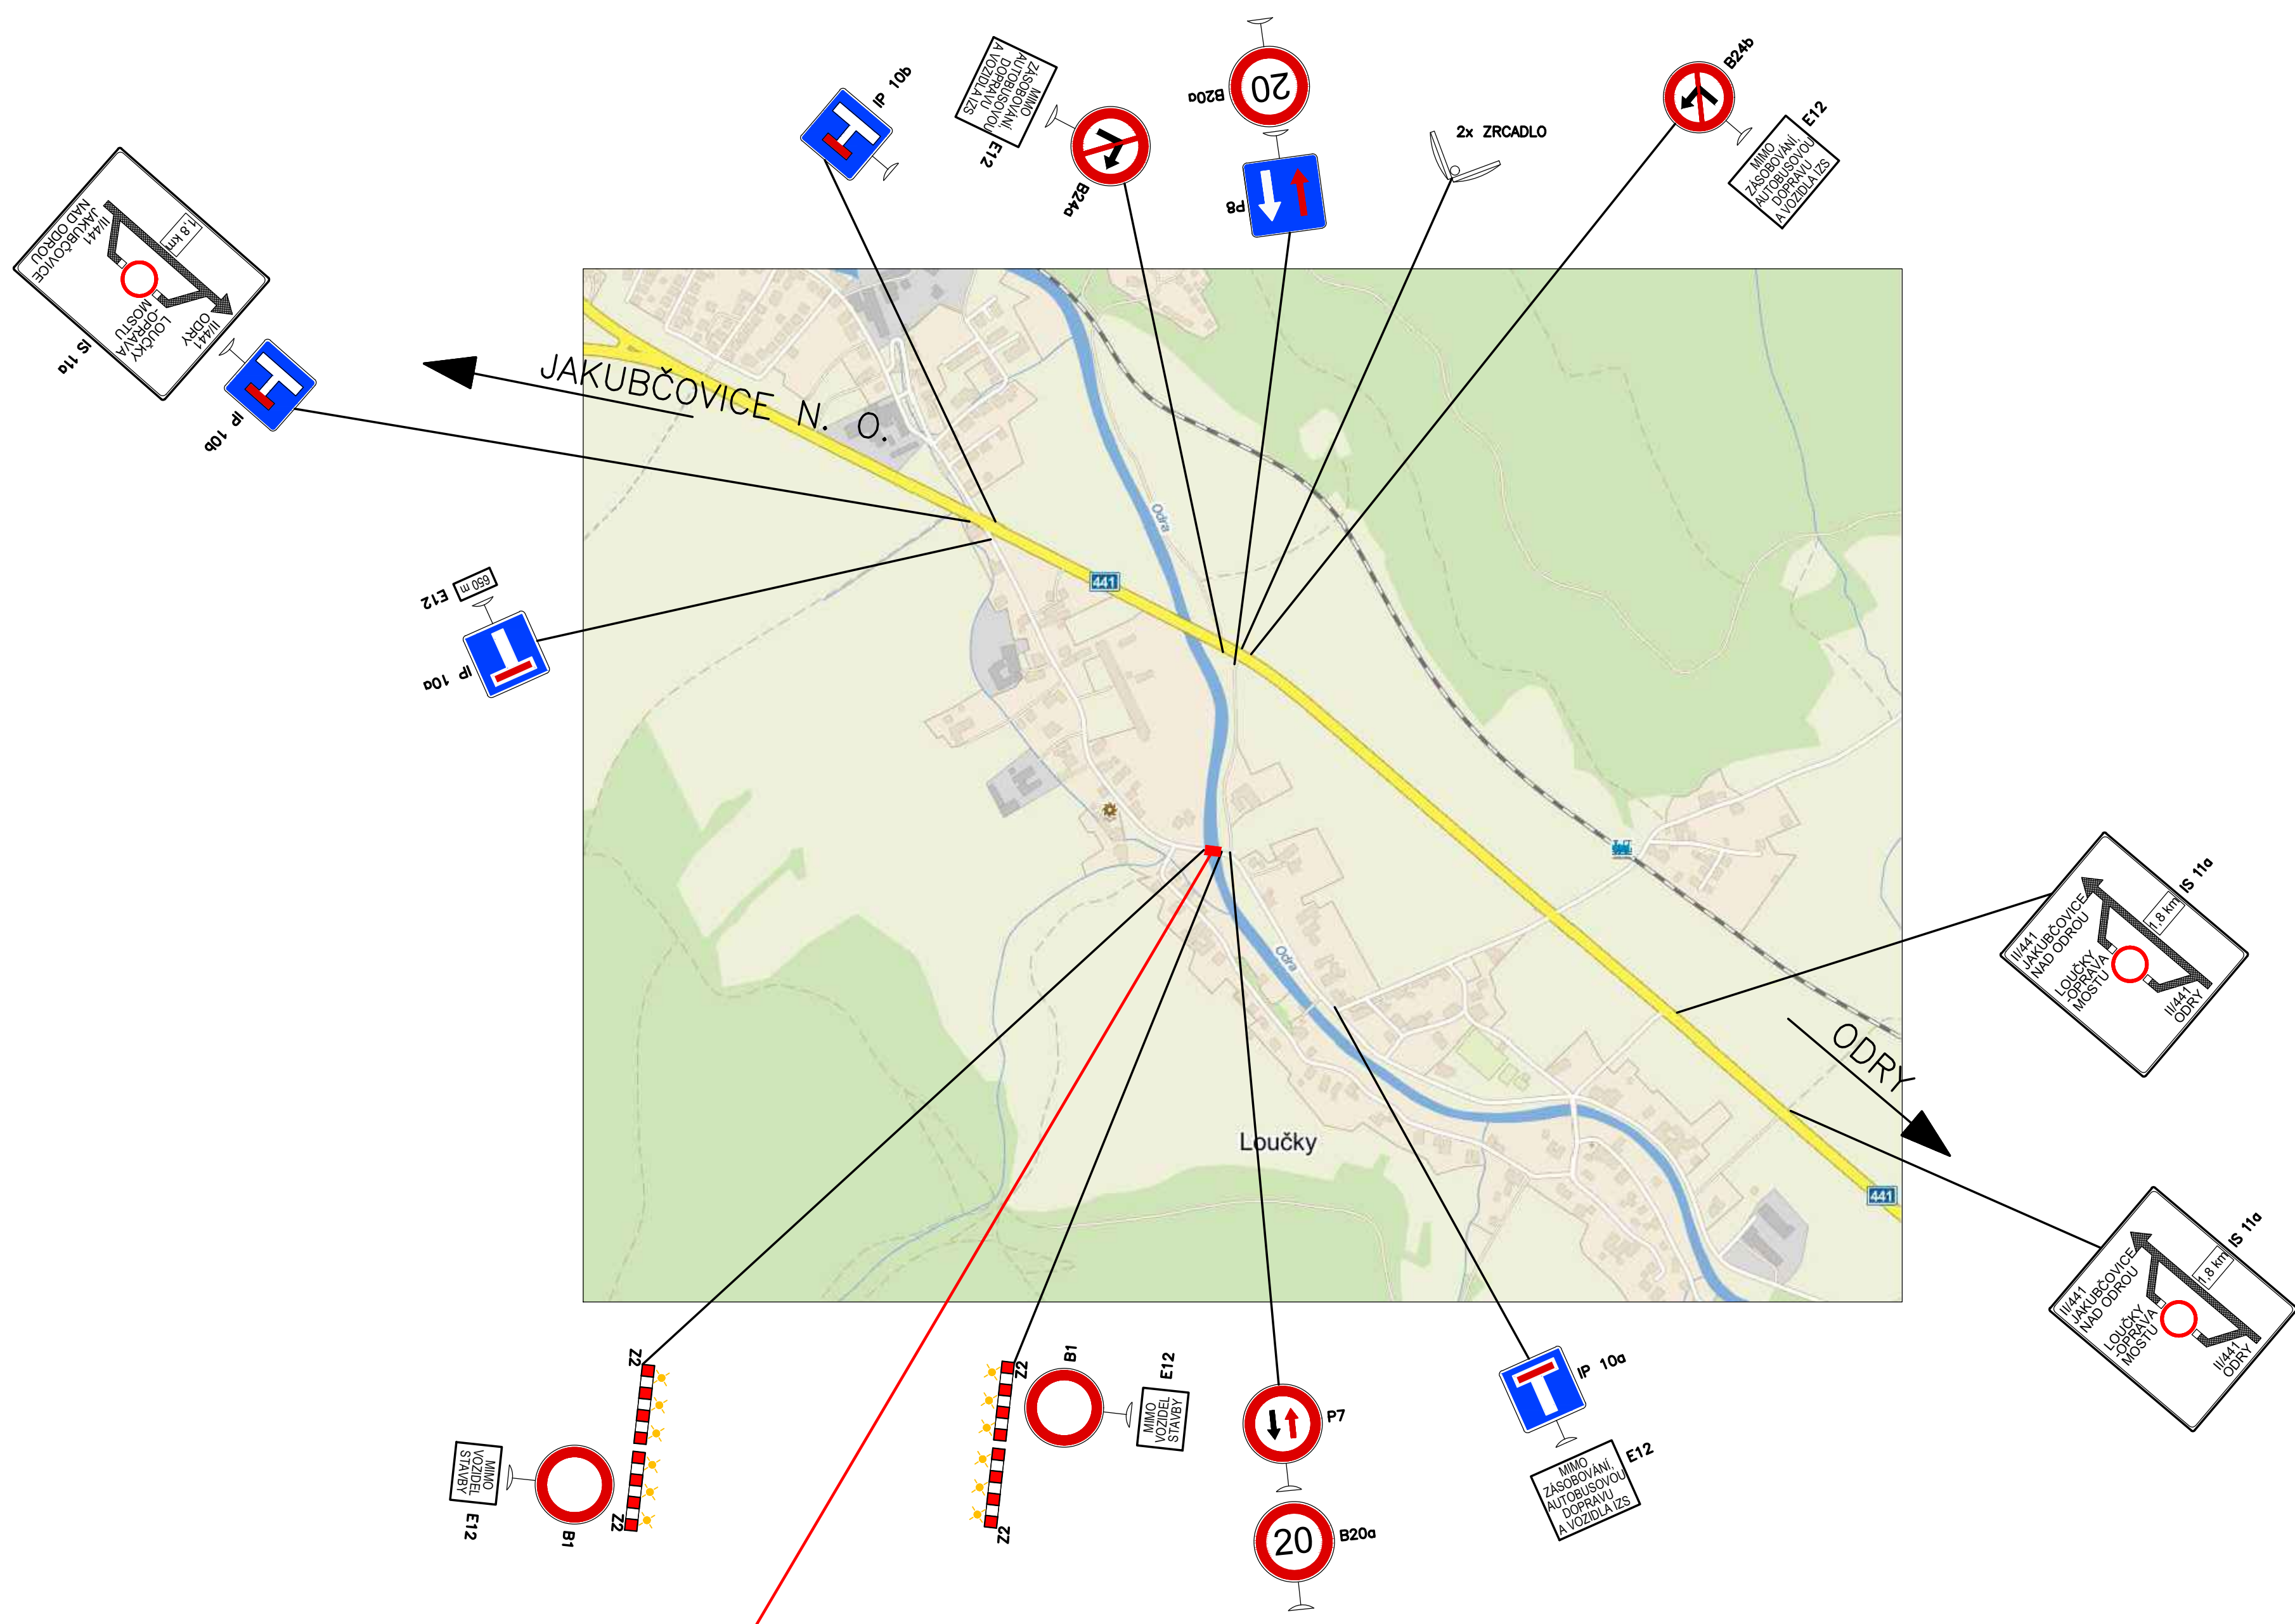 IP 10b
MIMO
ZÁSOBOVÁNÍ,
AUTOBUSOVOU
DOPRAVU
A VOZIDLA IZS
E12
B24a
B20a
20
P8
2x ZRCADLO
B24b
E12
MIMO
ZÁSOBOVÁNÍ,
AUTOBUSOVOU
DOPRAVU
A VOZIDLA IZS
II/441
JAKUBČOVICE
NAD ODROU
1.8 km
LOUČKY
-OPRAVA
MOSTU
II/441
ODRY
IS 11a
IP 10b
JAKUBČOVICE N. O.
E12
650 m
IP 10a
Odra
441
Odra
Loučky
441
ODRY
II/441
JAKUBČOVICE
NAD ODROU
1.8 km
LOUČKY
-OPRAVA
MOSTU
II/441
ODRY
IS 11a
II/441
JAKUBČOVICE
NAD ODROU
1.8 km
LOUČKY
-OPRAVA
MOSTU
II/441
ODRY
IS 11a
Z2
Z2
B1
MIMO
VOZIDEL
STAVBY
E12
Z2
Z2
B1
E12
MIMO
VOZIDEL
STAVBY
P7
20
B20a
IP 10a
E12
MIMO
ZÁSOBOVÁNÍ,
AUTOBUSOVOU
DOPRAVU
A VOZIDLA IZS